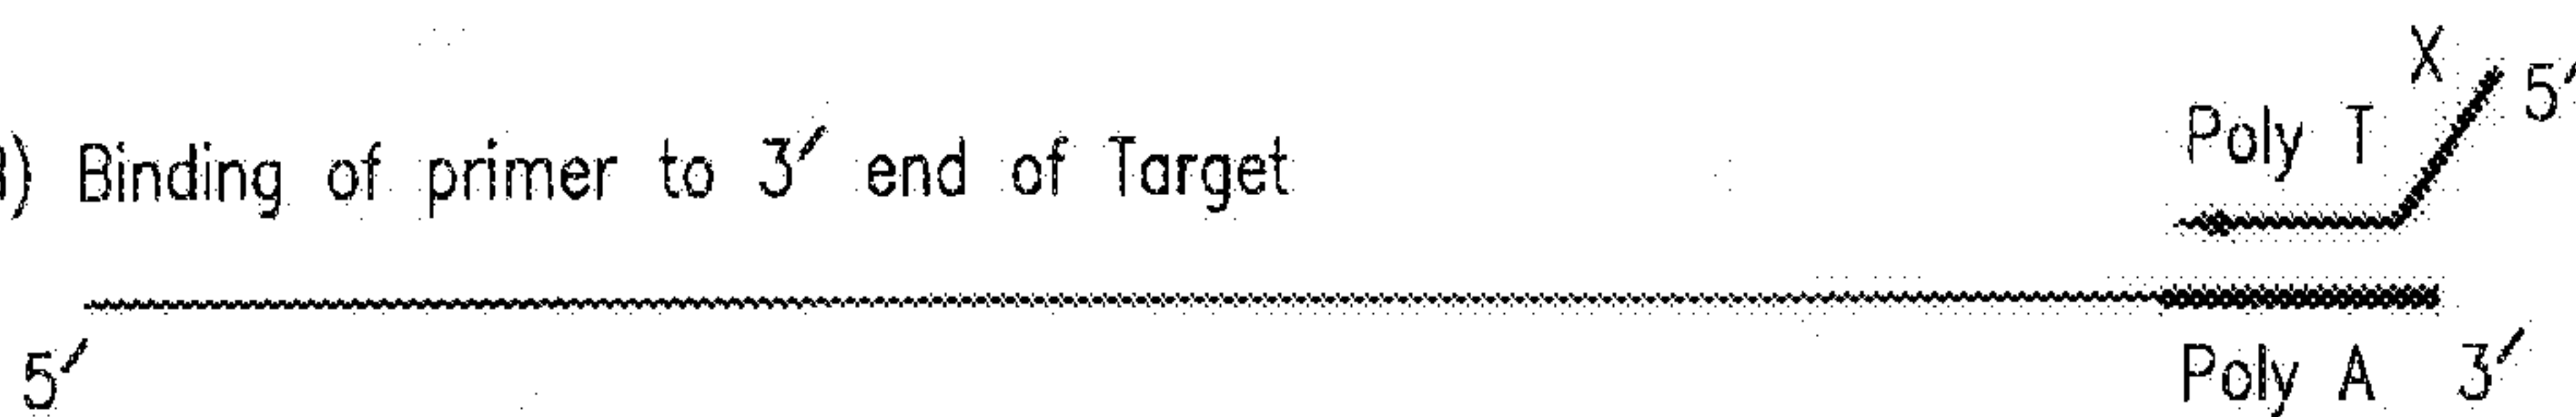 X
5′
Poly T
) Binding of primer to 3′ end of Target
5′
Poly A 3′